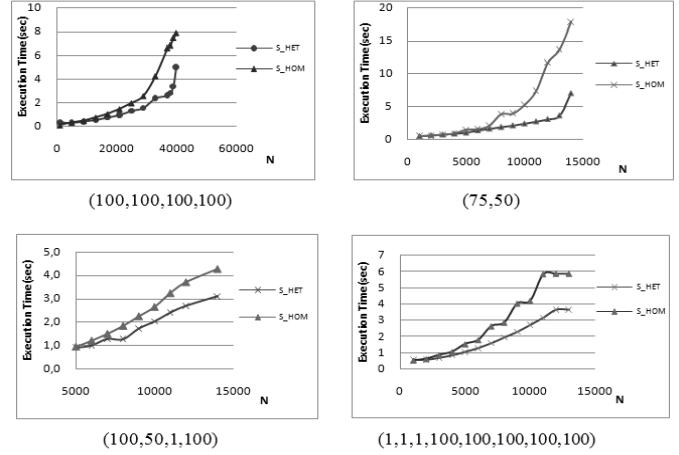 Execution Time(sec)
10
8
6
4
2
0
0 20000 40000 60000
N
S_HET
S_HOM
(100,100,100,100)
Execution Time(sec)
20
15
10
5
0
0 5000 10000 15000
N
S_HET
S_HOM
(75,50)
Execution Time(sec)
5,0
4,0
3,0
2,0
1,0
0,0
5000 10000 15000
N
S_HET
S_HOM
(100,50,1,100)
Execution Time(sec)
7
6
5
4
3
2
1
0
0 5000 10000 15000
N
S_HET
S_HOM
(1,1,1,100,100,100,100,100)